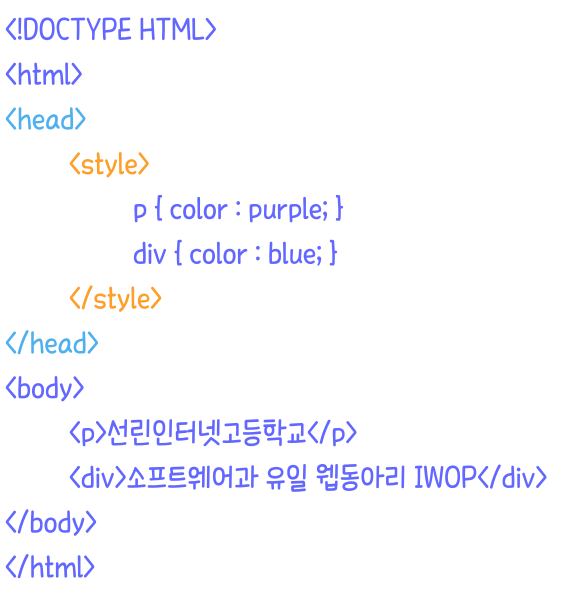 <!DOCTYPE HTML>
<html>
<head>
<style>
p { color : purple; }
div { color : blue; }
</style>
</head>
<body>
<p>선린인터넷고등학교</p>
<div>소프트웨어과 유일 웹동아리 IWOP</div>
</body>
</html>